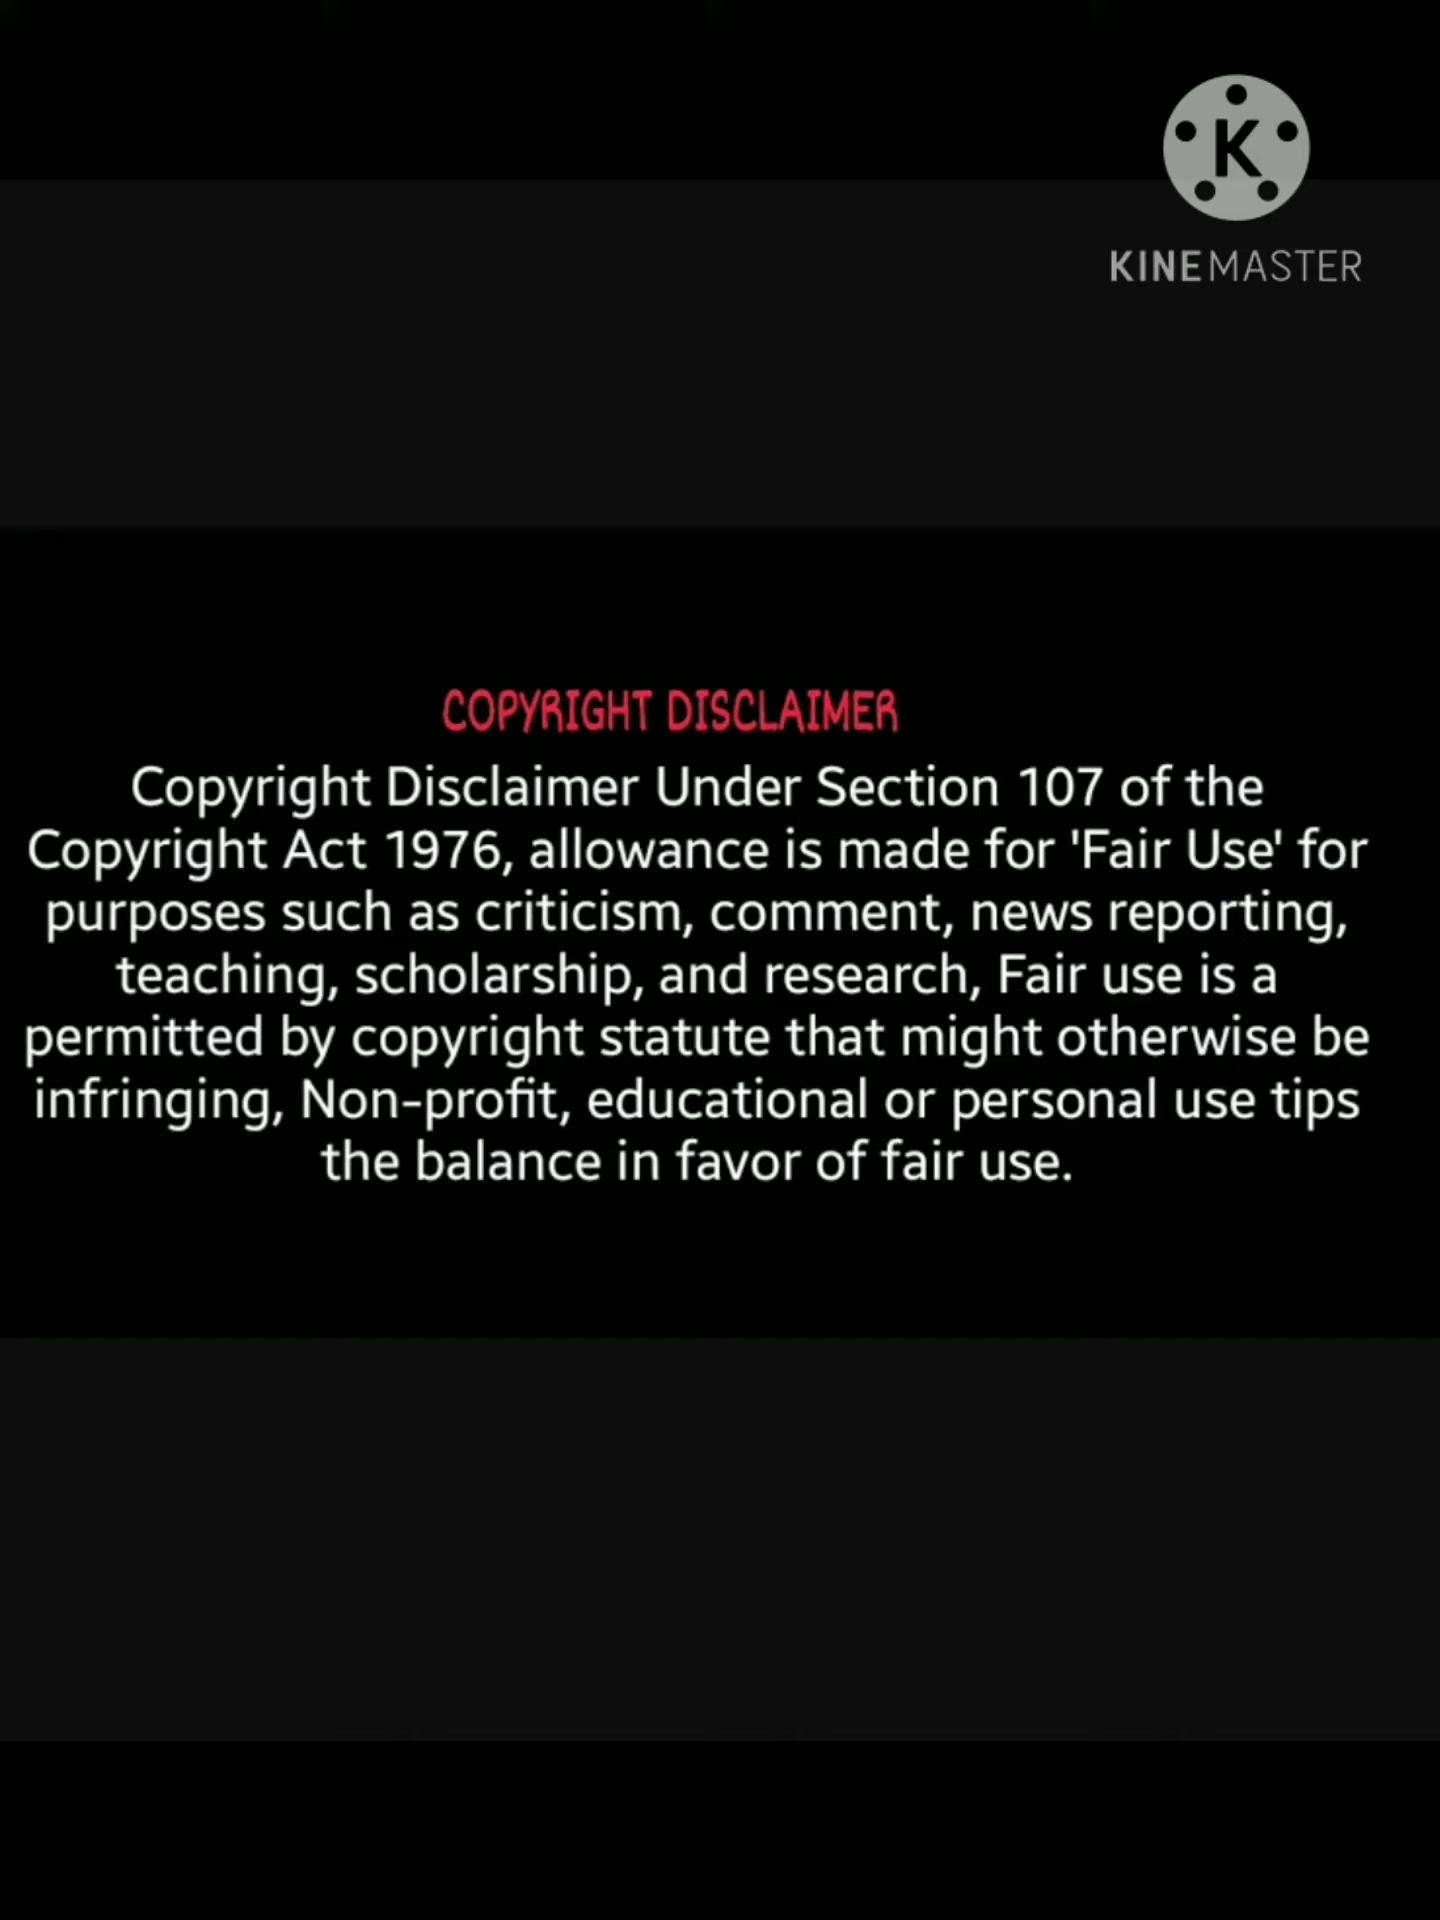 K
KINEMASTER
COPYRIGHT DISCLAIMER
Copyright Disclaimer Under Section 107 of the
Copyright Act 1976, allowance is made for 'Fair Use' for
purposes such as criticism, comment, news reporting,
teaching, scholarship, and research, Fair use is a
permitted by copyright statute that might otherwise be
infringing, Non-profit, educational or personal use tips
the balance in favor of fair use.